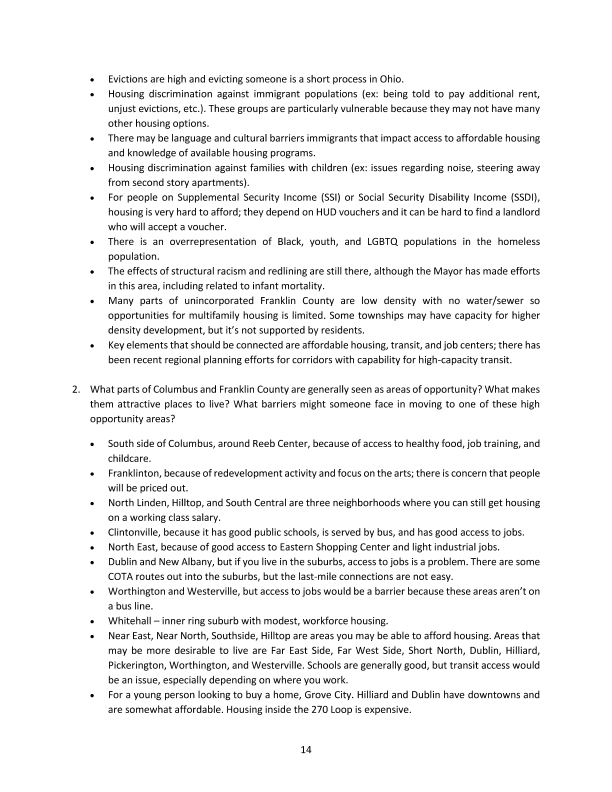 • Evictions are high and evicting someone is a short process in Ohio.
• Housing discrimination against immigrant populations (ex: being told to pay additional rent,
unjust evictions, etc.). These groups are particularly vulnerable because they may not have many
other housing options.
• There may be language and cultural barriers immigrants that impact access to affordable housing
and knowledge of available housing programs.
• Housing discrimination against families with children (ex: issues regarding noise, steering away
from second story apartments).
• For people on Supplemental Security Income (SSI) or Social Security Disability Income (SSDI),
housing is very hard to afford; they depend on HUD vouchers and it can be hard to find a landlord
who will accept a voucher.
• There is an overrepresentation of Black, youth, and LGBTQ populations in the homeless
population.
• The effects of structural racism and redlining are still there, although the Mayor has made efforts
in this area, including related to infant mortality.
• Many parts of unincorporated Franklin County are low density with no water/sewer so
opportunities for multifamily housing is limited. Some townships may have capacity for higher
density development, but it's not supported by residents.
• Key elements that should be connected are affordable housing, transit, and job centers; there has
been recent regional planning efforts for corridors with capability for high-capacity transit.
2. What parts of Columbus and Franklin County are generally seen as areas of opportunity? What makes
them attractive places to live? What barriers might someone face in moving to one of these high
opportunity areas?
• South side of Columbus, around Reeb Center, because of access to healthy food, job training, and
childcare.
• Franklinton, because of redevelopment activity and focus on the arts; there is concern that people
will be priced out.
• North Linden, Hilltop, and South Central are three neighborhoods where you can still get housing
on a working class salary.
• Clintonville, because it has good public schools, is served by bus, and has good access to jobs.
• North East, because of good access to Eastern Shopping Center and light industrial jobs.
• Dublin and New Albany, but if you live in the suburbs, access to jobs is a problem. There are some
COTA routes out into the suburbs, but the last-mile connections are not easy.
• Worthington and Westerville, but access to jobs would be a barrier because these areas aren't on
a bus line.
• Whitehall – inner ring suburb with modest, workforce housing.
• Near East, Near North, Southside, Hilltop are areas you may be able to afford housing. Areas that
may be more desirable to live are Far East Side, Far West Side, Short North, Dublin, Hilliard,
Pickerington, Worthington, and Westerville. Schools are generally good, but transit access would
be an issue, especially depending on where you work.
• For a young person looking to buy a home, Grove City. Hilliard and Dublin have downtowns and
are somewhat affordable. Housing inside the 270 Loop is expensive.
14